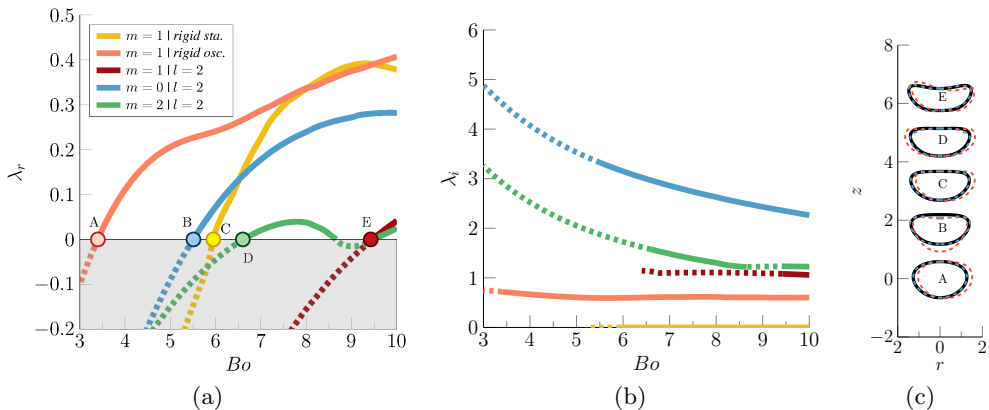 0.5
0.4
0.3
0.2
0.1
0
−0.1
−0.2
λr
m = 1 | rigid sta.
m = 1 | rigid osc.
m = 1 | l = 2
m = 0 | l = 2
m = 2 | l = 2
A
B
C
D
E
3 4 5 6 7 8 9 10
Bo
(a)
6
5
4
3
2
1
0
λi
3 4 5 6 7 8 9 10
Bo
(b)
8
6
4
2
0
−2
z
E
D
C
B
A
2 0 2
r
(c)